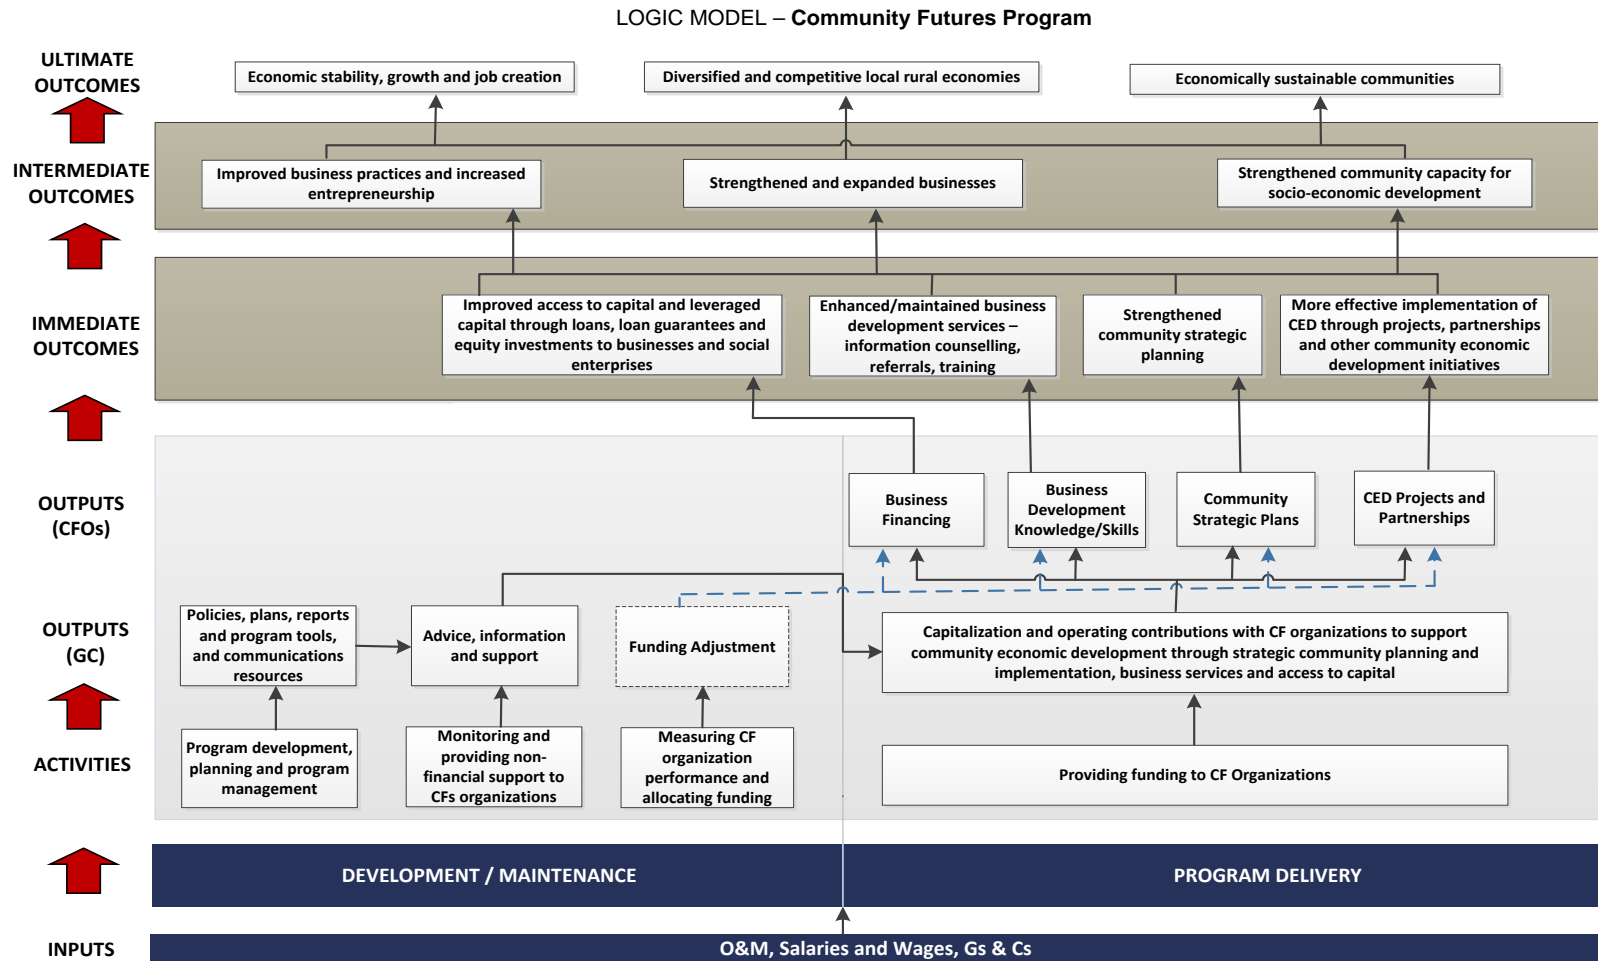 LOGIC MODEL – Community Futures Program
ULTIMATE
OUTCOMES
Economic stability, growth and job creation
Diversified and competitive local rural economies
Economically sustainable communities
INTERMEDIATE
OUTCOMES
Improved business practices and increased
entrepreneurship
Strengthened and expanded businesses
Strengthened community capacity for
socio-economic development
IMMEDIATE
OUTCOMES
Improved access to capital and leveraged
capital through loans, loan guarantees and
equity investments to businesses and social
enterprises
Enhanced/maintained business
development services –
information counselling,
referrals, training
Strengthened
community strategic
planning
More effective implementation of
CED through projects, partnerships
and other community economic
development initiatives
OUTPUTS
(CFOs)
Business
Financing
Business
Development
Knowledge/Skills
Community
Strategic Plans
CED Projects and
Partnerships
OUTPUTS
(GC)
Policies, plans, reports
and program tools,
and communications
resources
Advice, information
and support
Funding Adjustment
Capitalization and operating contributions with CF organizations to support
community economic development through strategic community planning and
implementation, business services and access to capital
ACTIVITIES
Program development,
planning and program
management
Monitoring and
providing non-
financial support to
CFs organizations
Measuring CF
organization
performance and
allocating funding
Providing funding to CF Organizations
DEVELOPMENT / MAINTENANCE
PROGRAM DELIVERY
INPUTS
O&M, Salaries and Wages, Gs & Cs